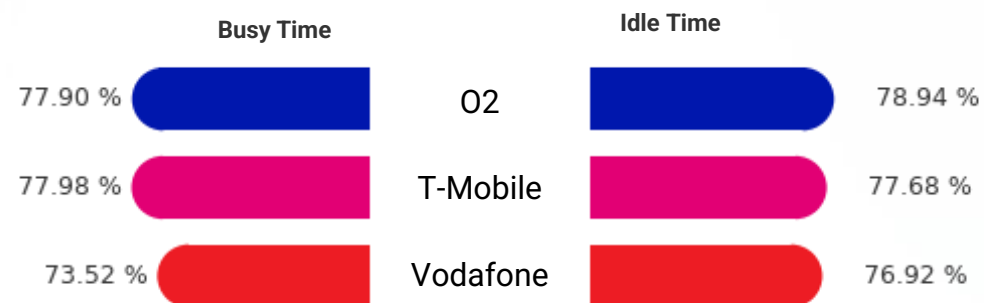 Busy Time
Idle Time
77.90 %
O2
78.94 %
77.98 %
T-Mobile
77.68 %
73.52 %
Vodafone
76.92 %